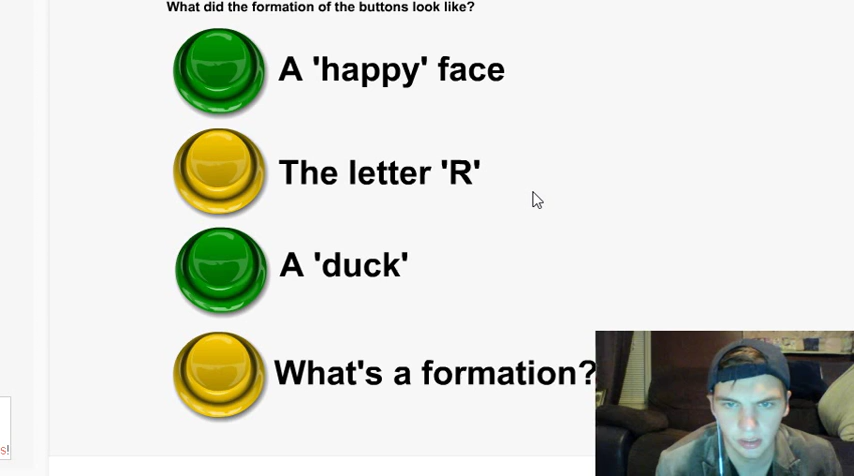 What did the formation of the buttons look like?
A 'happy' face
The letter 'R'
A 'duck'
What's a formation?
s!